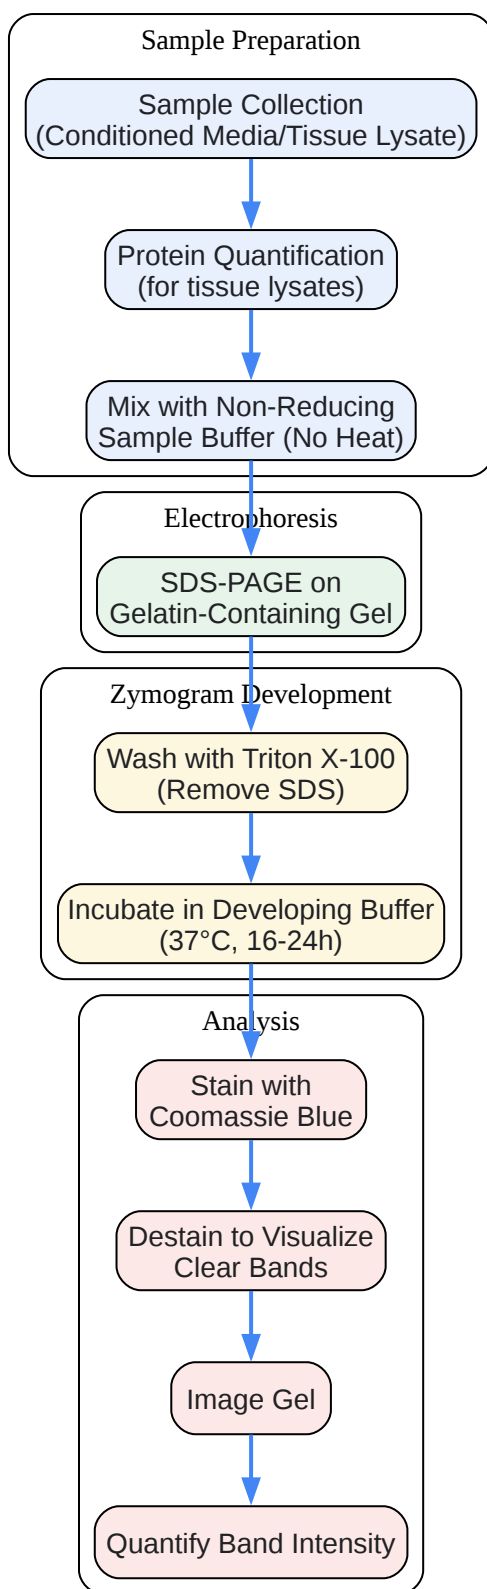 Sample Preparation
Sample Collection
(Conditioned Media/Tissue Lysate)
Protein Quantification
(for tissue lysates)
Mix with Non-Reducing
Sample Buffer (No Heat)
Electrophoresis
SDS-PAGE on
Gelatin-Containing Gel
Zymogram Development
Wash with Triton X-100
(Remove SDS)
Incubate in Developing Buffer
(37°C, 16-24h)
Analysis
Stain with
Coomassie Blue
Destain to Visualize
Clear Bands
Image Gel
Quantify Band Intensity